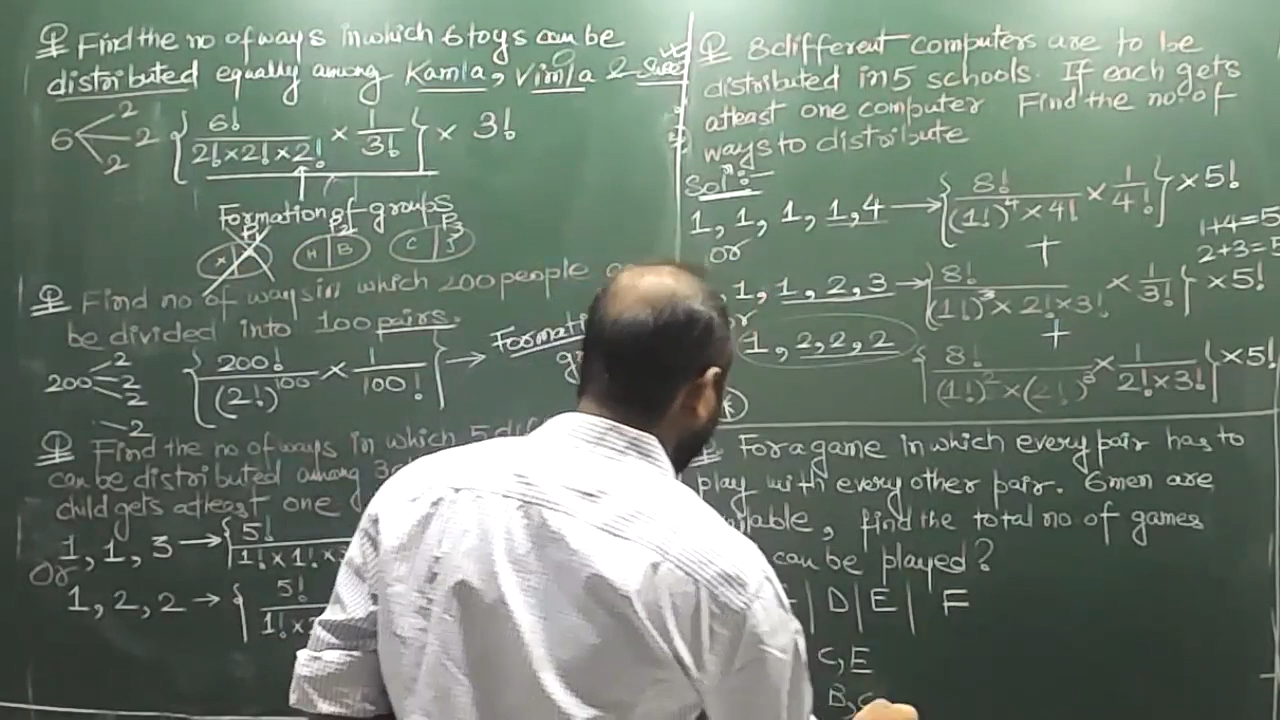 Q Find the no of ways in which 6 toys can be
distributed equally among Kamla, Vimla &
6 2 2 2 { 6! / 2! × 2! × 2! × 1 / 3! } × 3!
Formation of groups
P1 P2 P3
H B C J
Q Find no of ways in which 200 people
be divided into 100 pairs.
200 2 2 2 2 { 200! / (2!)^100 × 1 / 100! } →
Q Find the no of ways in which 5
can be distributed among 3
child gets atleast one
1, 1, 3 → { 5! / 1! × 1! ×
or
1, 2, 2 → { 5! / 1! ×
Q 8 different computers are to be
distributed in 5 schools. If each gets
atleast one computer Find the no. of
ways to distribute
Sol^n:-
1, 1, 1, 1, 4 → { 8! / (1!)^4 × 4! × 1 / 4! } × 5!
1+4=5
2+3=5
or +
, 1, 1, 2, 3 → { 8! / (1!)^3 × 2! × 3! × 1 / 3! } × 5!
+
1, 2, 2, 2 { 8! / (1!)^2 × (2!)^3 × 1 / 2! × 3! } × 5!
For a game in which every pair has to
play with every other pair. 6 men are
, find the total no of games
can be played?
| D | E | F
C, E
B,